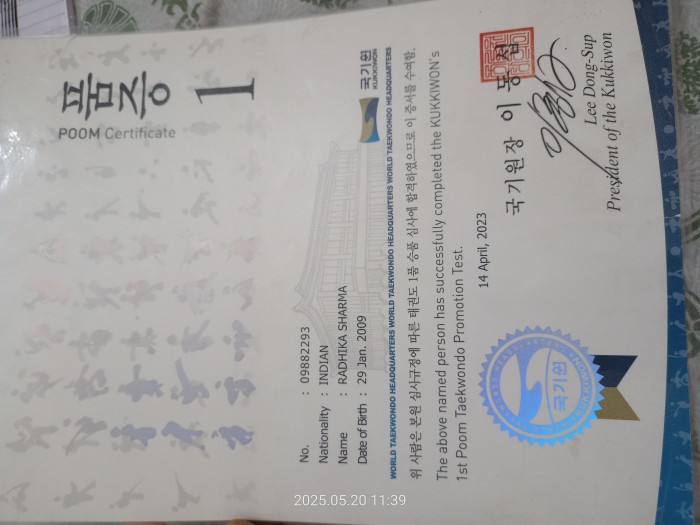 품증
POOM Certificate
1
No. : 09882293
Nationality : INDIAN
Name : RADHIKA SHARMA
Date of Birth : 29 Jan. 2009
국기원
KUKKIWON
WORLD TAEKWONDO HEADQUARTERS WORLD TAEKWONDO HEADQUARTERS WORLD TAEKWONDO HEADQUARTERS WORLD TAEKWONDO HEADQUARTERS
위 사람은 본원 심사규정에 따른 태권도 1품 승품 심사에 합격하였으므로 이 증서를 수여함.
The above named person has successfully completed the KUKKIWON's
1st Poom Taekwondo Promotion Test.
14 April, 2023
국기원장 이동섭
Lee Dong-Sup
President of the Kukkiwon
국기원
2025.05.20 11:39